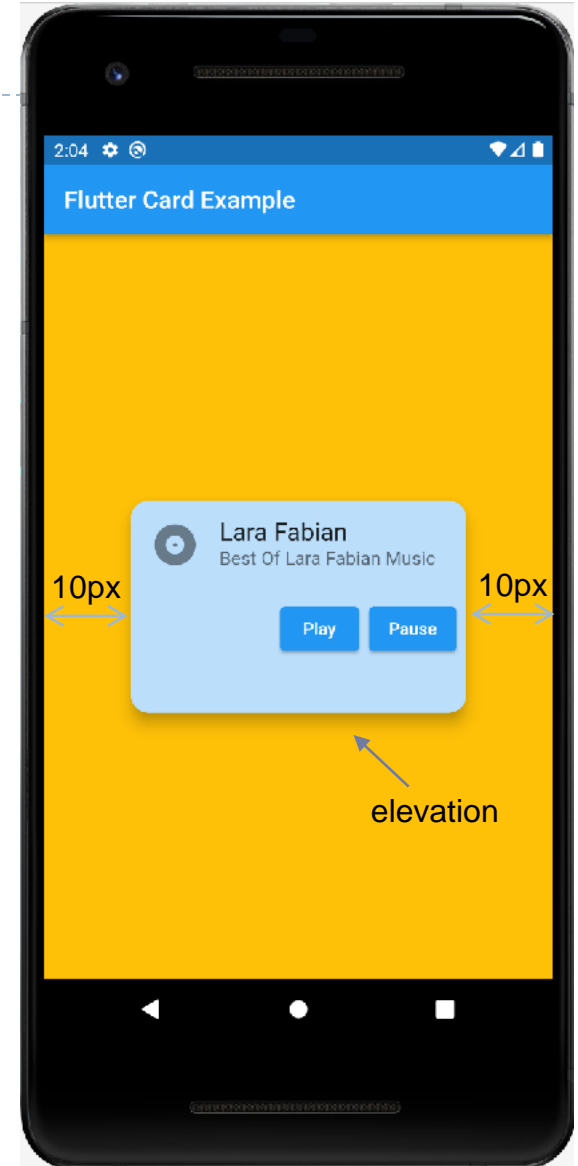 2:04
Flutter Card Example
Lara Fabian
Best Of Lara Fabian Music
10px
10px
Play
Pause
elevation